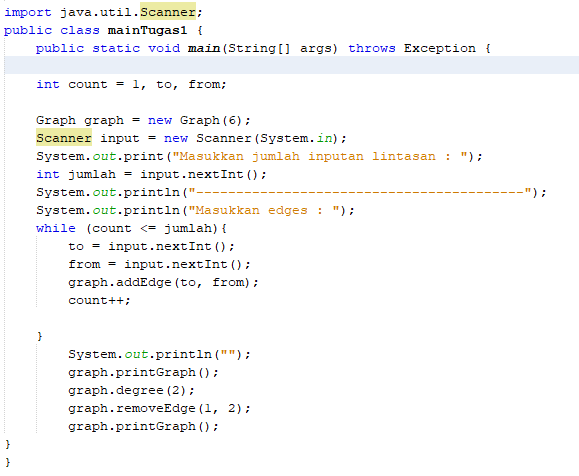 import java.util.Scanner;
public class mainTugas1 {
    public static void main(String[] args) throws Exception {

    int count = 1, to, from;

    Graph graph = new Graph(6);
    Scanner input = new Scanner(System.in);
    System.out.print("Masukkan jumlah inputan lintasan : ");
    int jumlah = input.nextInt();
    System.out.println("-----------------------------------------");
    System.out.println("Masukkan edges : ");
    while (count <= jumlah){
        to = input.nextInt();
        from = input.nextInt();
        graph.addEdge(to, from);
        count++;

    }
        System.out.println("");
        graph.printGraph();
        graph.degree(2);
        graph.removeEdge(1, 2);
        graph.printGraph();
}
}